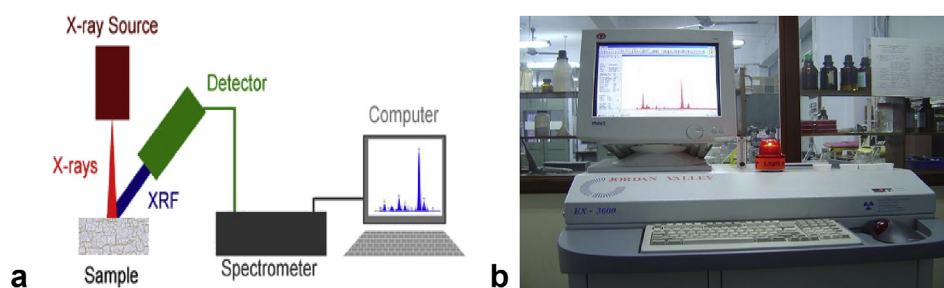 X-ray Source
Detector
Computer
X-rays
XRF
Sample
Spectrometer
a
JORDAN VALLEY
EX - 3600
b